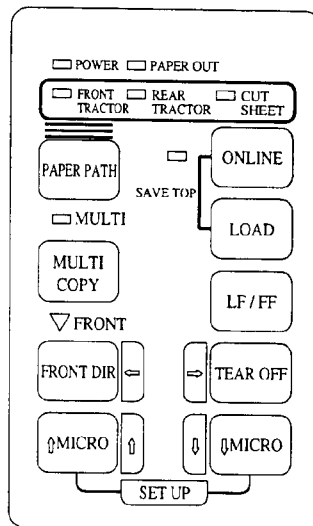 POWER PAPER OUT
FRONT TRACTOR REAR TRACTOR CUT SHEET
PAPER PATH
ONLINE
SAVE TOP
MULTI
LOAD
MULTI COPY
LF / FF
FRONT
FRONT DIR ⇦ ⇨ TEAR OFF
⇧MICRO ⇧ ⇩ ⇩MICRO
SET UP